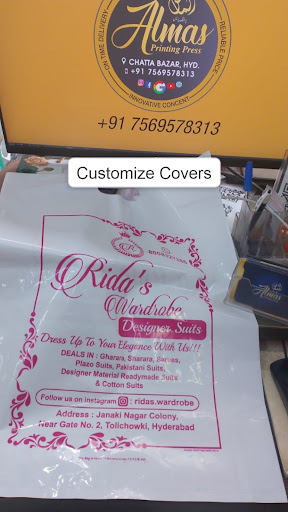 Almas
Printing Press
CHATTA BAZAR, HYD.
+91 7569578313
ON TIME DELIVERY
RELIABLE PRICE
INNOVATIVE CONCENT
+91 7569578313
Customize Covers
Rida's
Wardrobe
Designer Suits
Dress Up To Your Elegence With Us!!!
DEALS IN : Gharara, Sharara, Sarees,
Plazo Suits, Pakistani Suits,
Designer Material Readymade Suits
& Cotton Suits
Follow us on instagram : ridas.wardrobe
Address : Janaki Nagar Colony,
Near Gate No. 2, Tolichowki, Hyderabad
Almas